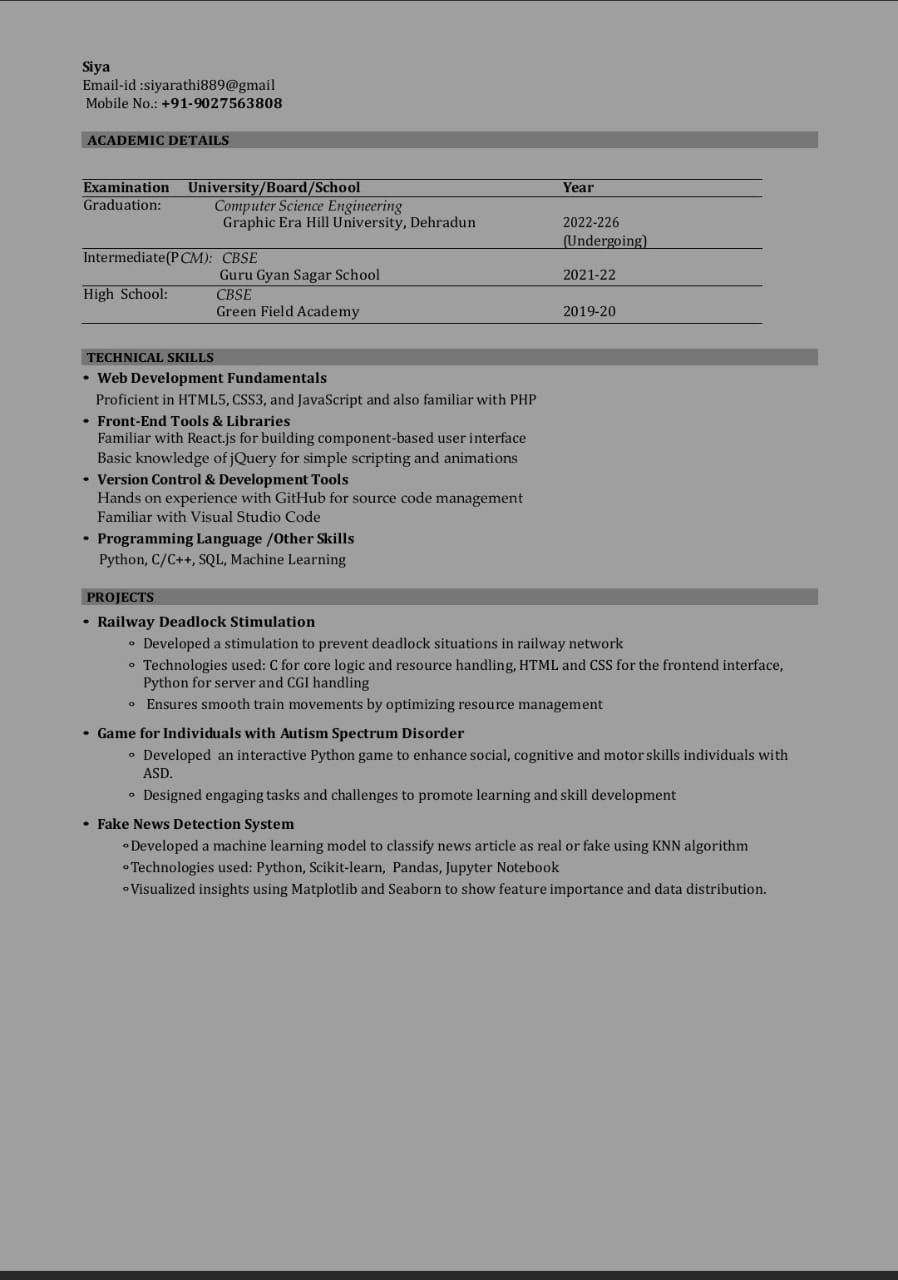 Siya
Email-id :siyarathi889@gmail
Mobile No.: +91-9027563808
ACADEMIC DETAILS
Examination University/Board/School Year
Graduation: Computer Science Engineering
Graphic Era Hill University, Dehradun 2022-226
(Undergoing)
Intermediate(PCM): CBSE
Guru Gyan Sagar School 2021-22
High School: CBSE
Green Field Academy 2019-20
TECHNICAL SKILLS
• Web Development Fundamentals
Proficient in HTML5, CSS3, and JavaScript and also familiar with PHP
• Front-End Tools & Libraries
Familiar with React.js for building component-based user interface
Basic knowledge of jQuery for simple scripting and animations
• Version Control & Development Tools
Hands on experience with GitHub for source code management
Familiar with Visual Studio Code
• Programming Language /Other Skills
Python, C/C++, SQL, Machine Learning
PROJECTS
• Railway Deadlock Stimulation
∘ Developed a stimulation to prevent deadlock situations in railway network
∘ Technologies used: C for core logic and resource handling, HTML and CSS for the frontend interface,
Python for server and CGI handling
∘ Ensures smooth train movements by optimizing resource management
• Game for Individuals with Autism Spectrum Disorder
∘ Developed an interactive Python game to enhance social, cognitive and motor skills individuals with
ASD.
∘ Designed engaging tasks and challenges to promote learning and skill development
• Fake News Detection System
∘Developed a machine learning model to classify news article as real or fake using KNN algorithm
∘Technologies used: Python, Scikit-learn, Pandas, Jupyter Notebook
∘Visualized insights using Matplotlib and Seaborn to show feature importance and data distribution.